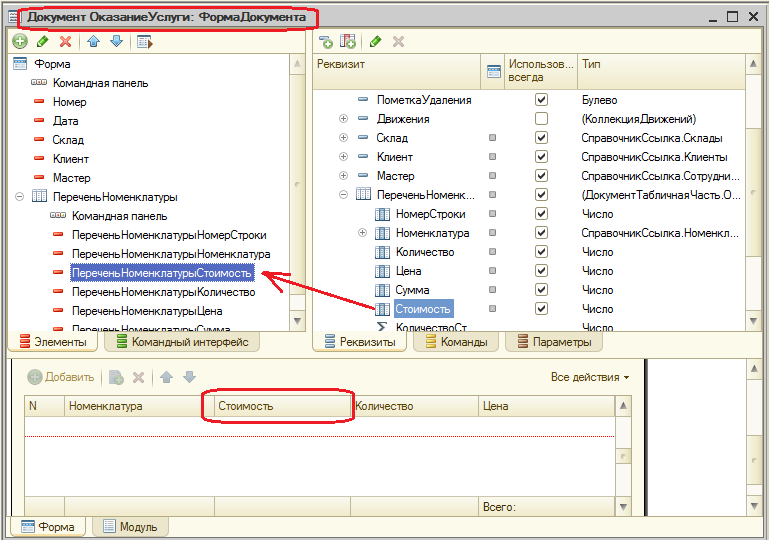 Документ ОказаниеУслуги: ФормаДокумента
Форма
Командная панель
Номер
Дата
Склад
Клиент
Мастер
ПереченьНоменклатуры
Командная панель
ПереченьНоменклатурыНомерСтроки
ПереченьНоменклатурыНоменклатура
ПереченьНоменклатурыСтоимость
ПереченьНоменклатурыКоличество
ПереченьНоменклатурыЦена
ПереченьНоменклатурыСумма
Элементы Командный интерфейс
Реквизит Использов... всегда Тип
ПометкаУдаления Булево
Движения (КоллекцияДвижений)
Склад СправочникСсылка.Склады
Клиент СправочникСсылка.Клиенты
Мастер СправочникСсылка.Сотрудни...
ПереченьНоменк... (ДокументТабличнаяЧасть.О...
НомерСтроки Число
Номенклатура СправочникСсылка.Номенкл...
Количество Число
Цена Число
Сумма Число
Стоимость Число
КоличествоСт... Число
Реквизиты Команды Параметры
Добавить Все действия
N Номенклатура Стоимость Количество Цена
Всего:
Форма Модуль